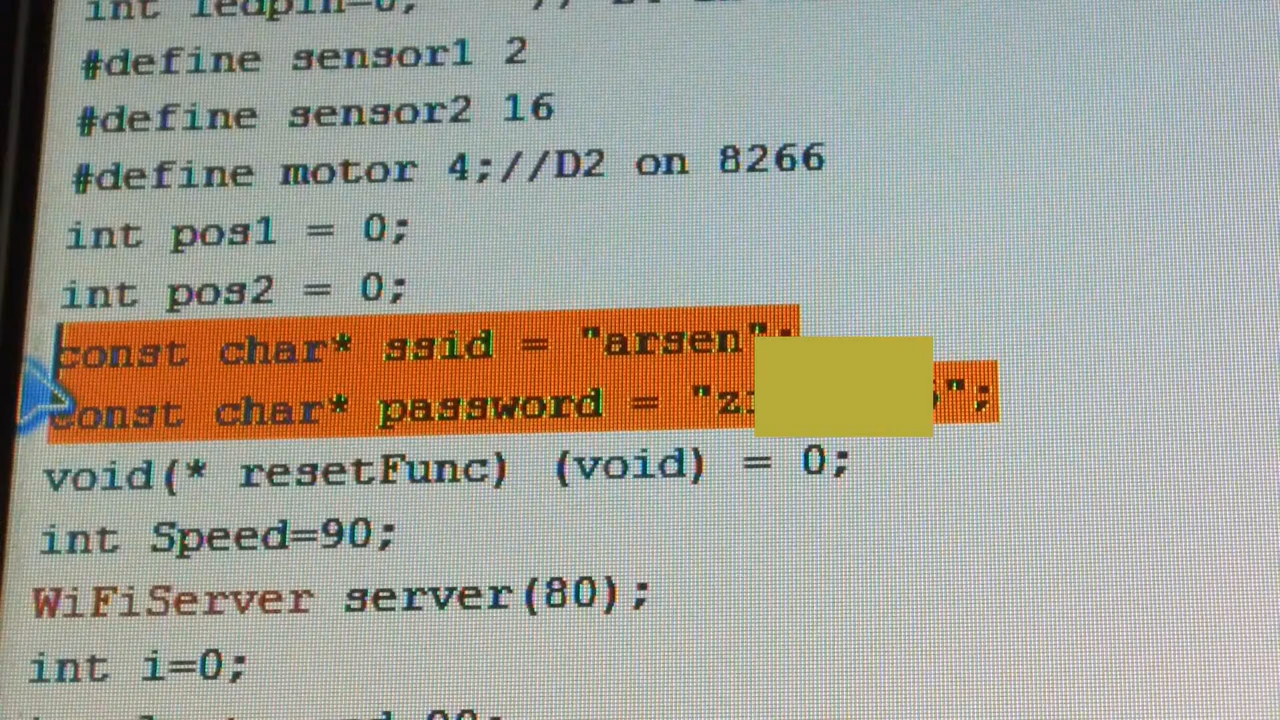 #define sensor1 2
#define sensor2 16
#define motor 4;//D2 on 8266
int pos1 = 0;
int pos2 = 0;
const char* ssid = "arsen";
const char* password = "z";
void(* resetFunc) (void) = 0;
int Speed=90;
WiFiServer server(80);
int i=0;